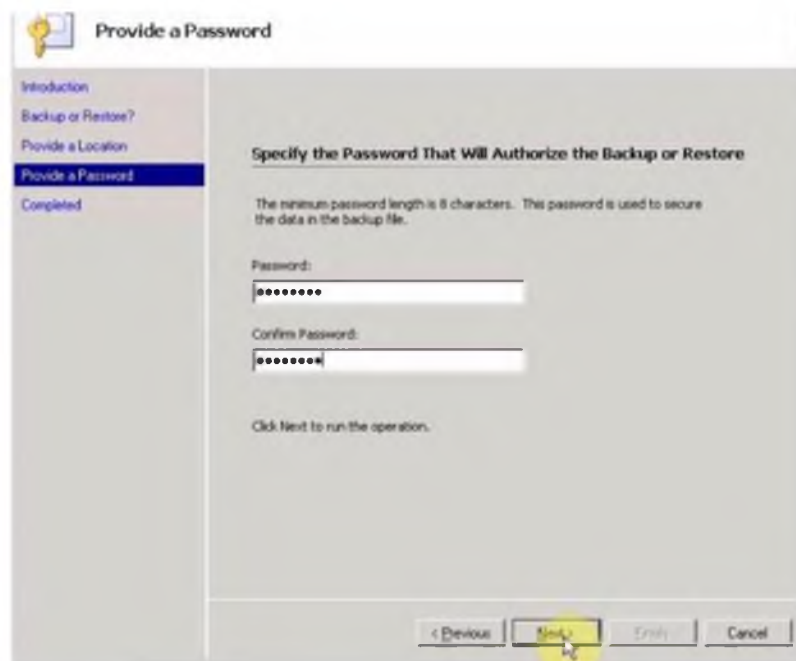 Provide a Password
Introduction
Backup or Restore?
Provide a Location
Provide a Password
Completed
Specify the Password That Will Authorize the Backup or Restore
The minimum password length is 8 characters. This password is used to secure
the data in the backup file.
Password:
●●●●●●●●
Confirm Password:
●●●●●●●●
Click Next to run the operation.
< Previous
Next >
Finish
Cancel